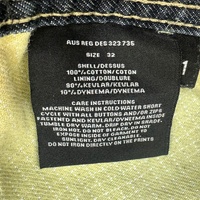 AUS REG DES 323735
SIZE 32
SHELL/DESSUS
100% COTTON/COTON
LINING/DOUBLURE
90% KEVLAR/KEVLAR
10% DYNEEMA/DYNEEMA
CARE INSTRUCTIONS
MACHINE WASH IN COLD WATER SHORT
CYCLE WITH ALL BUTTONS AND/OR ZIPS
FASTENED AND KEVLAR/DYNEEMA INSIDE.
TUMBLE DRY WARM. DRIP DRY IN SHADE.
IRON HOT. DO NOT BLEACH. DO NOT
EXPOSE INSIDE OF GARMENT TO
SUNLIGHT. DO NOT DRY CLEAN.
DO NOT IRON DIRECTLY ON THE PRINTS
1